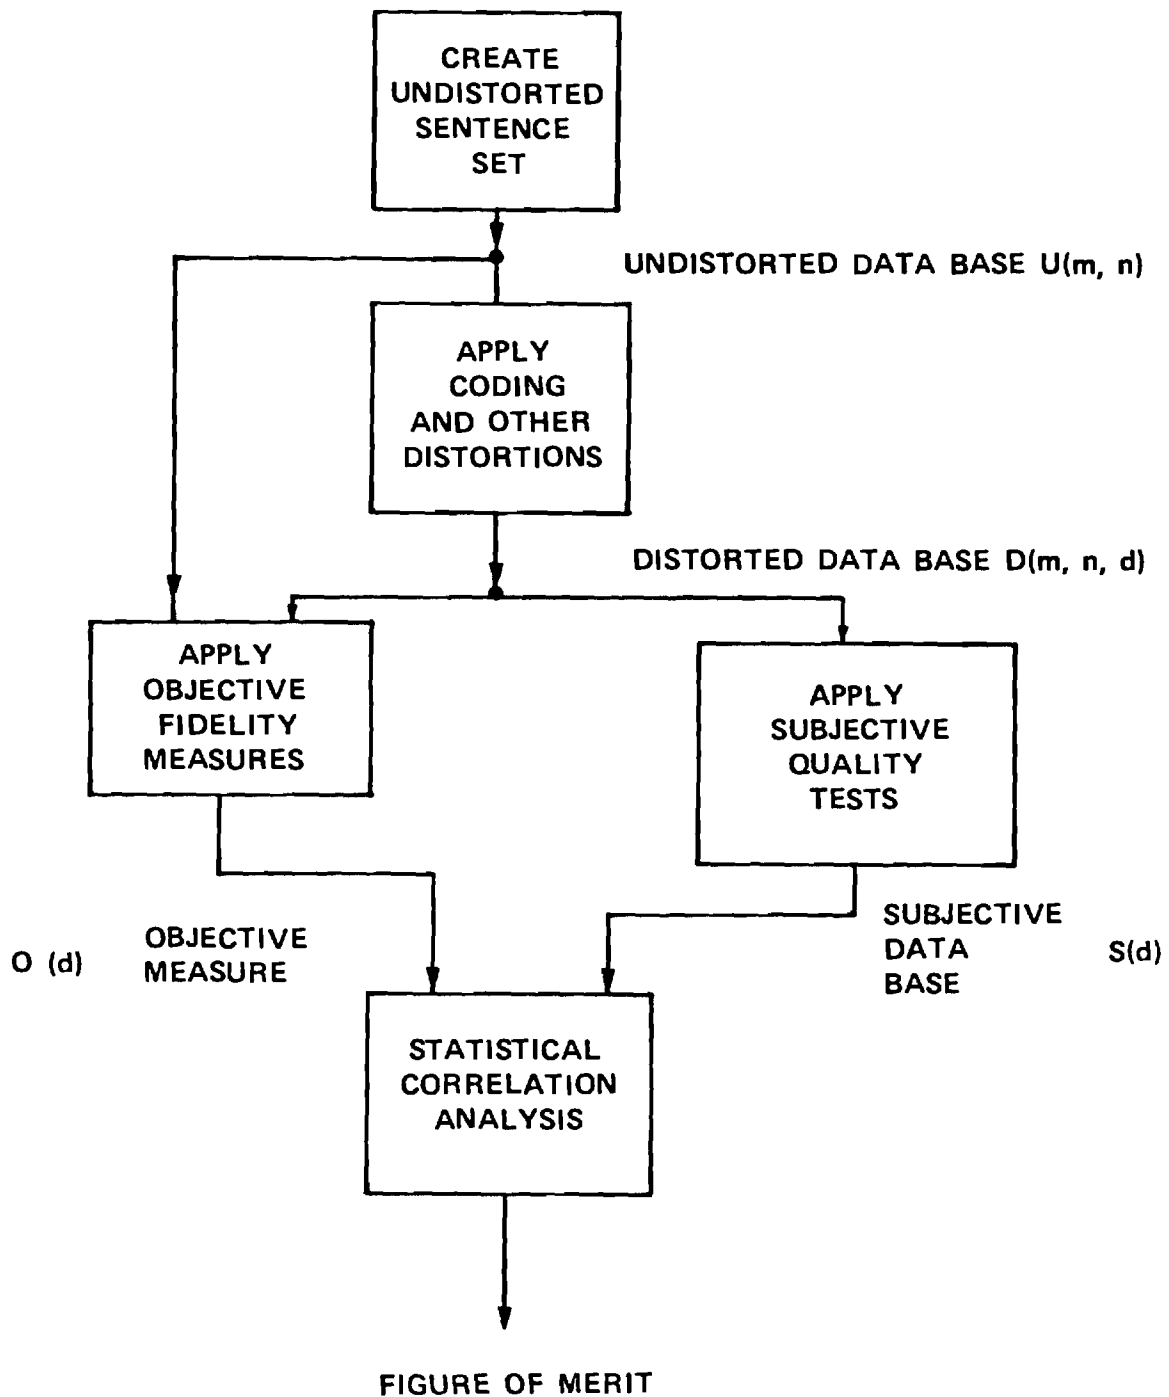 CREATE
UNDISTORTED
SENTENCE
SET
UNDISTORTED DATA BASE U(m, n)
APPLY
CODING
AND OTHER
DISTORTIONS
DISTORTED DATA BASE D(m, n, d)
APPLY
OBJECTIVE
FIDELITY
MEASURES
APPLY
SUBJECTIVE
QUALITY
TESTS
O (d)
OBJECTIVE
MEASURE
SUBJECTIVE
DATA
BASE
S(d)
STATISTICAL
CORRELATION
ANALYSIS
FIGURE OF MERIT